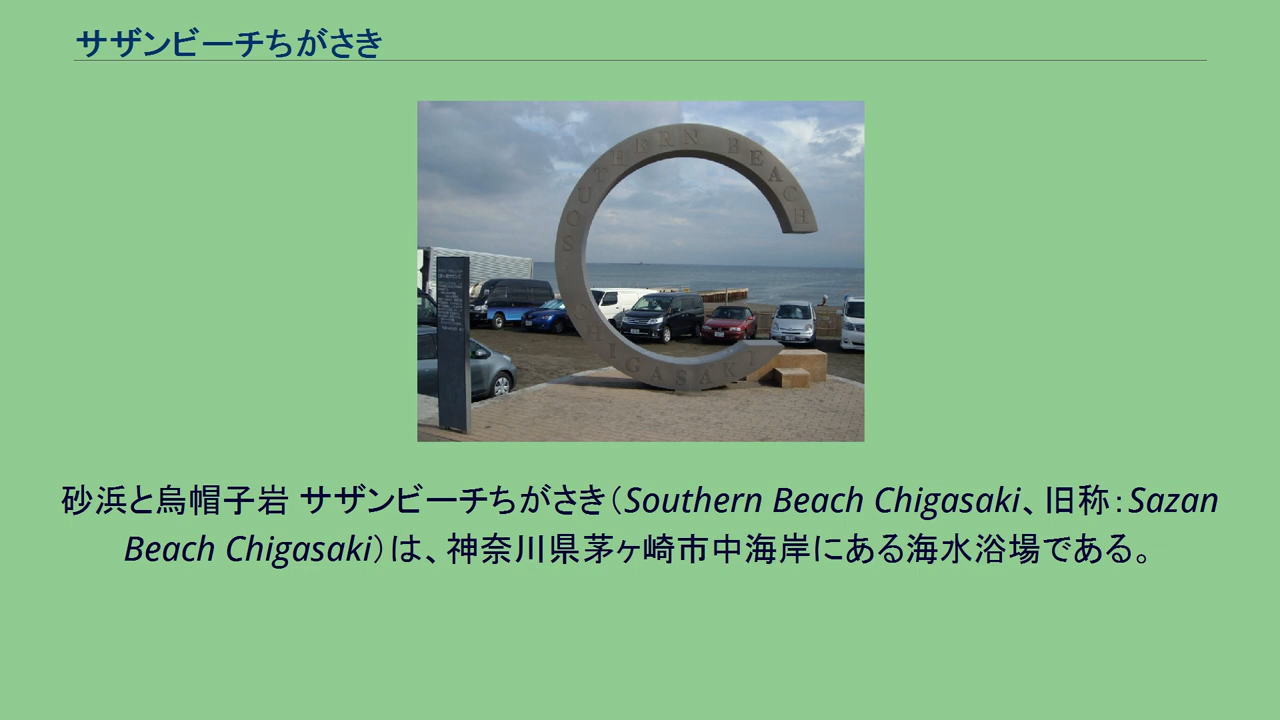 サザンビーチちがさき
SOUTHERN BEACH
CHIGASAKI
砂浜と烏帽子岩 サザンビーチちがさき（Southern Beach Chigasaki、旧称：Sazan
Beach Chigasaki）は、神奈川県茅ヶ崎市中海岸にある海水浴場である。